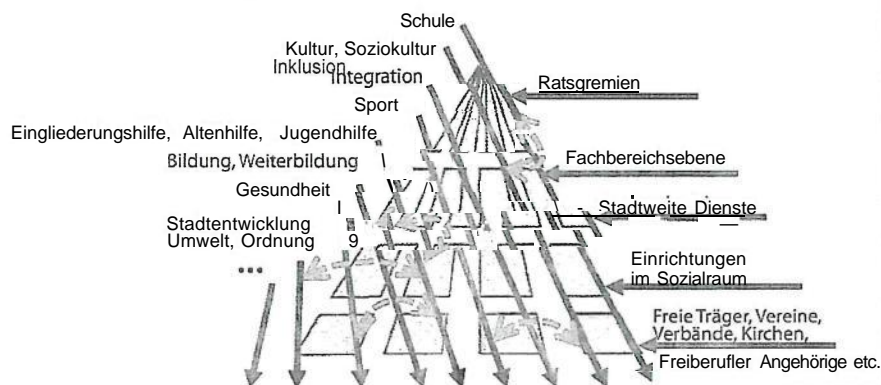 Schule
Kultur, Soziokultur
Inklusion,
Integration
Sport
Eingliederungshilfe, Altenhilfe, Jugendhilfe
Bildung, Weiterbildung
Gesundheit
Stadtentwicklung
Umwelt, Ordnung 9
...
Ratsgremien
Fachbereichsebene
Stadtweite Dienste
Einrichtungen
im Sozialraum
Freie Träger, Vereine,
Verbände, Kirchen,
Freiberufler Angehörige etc.